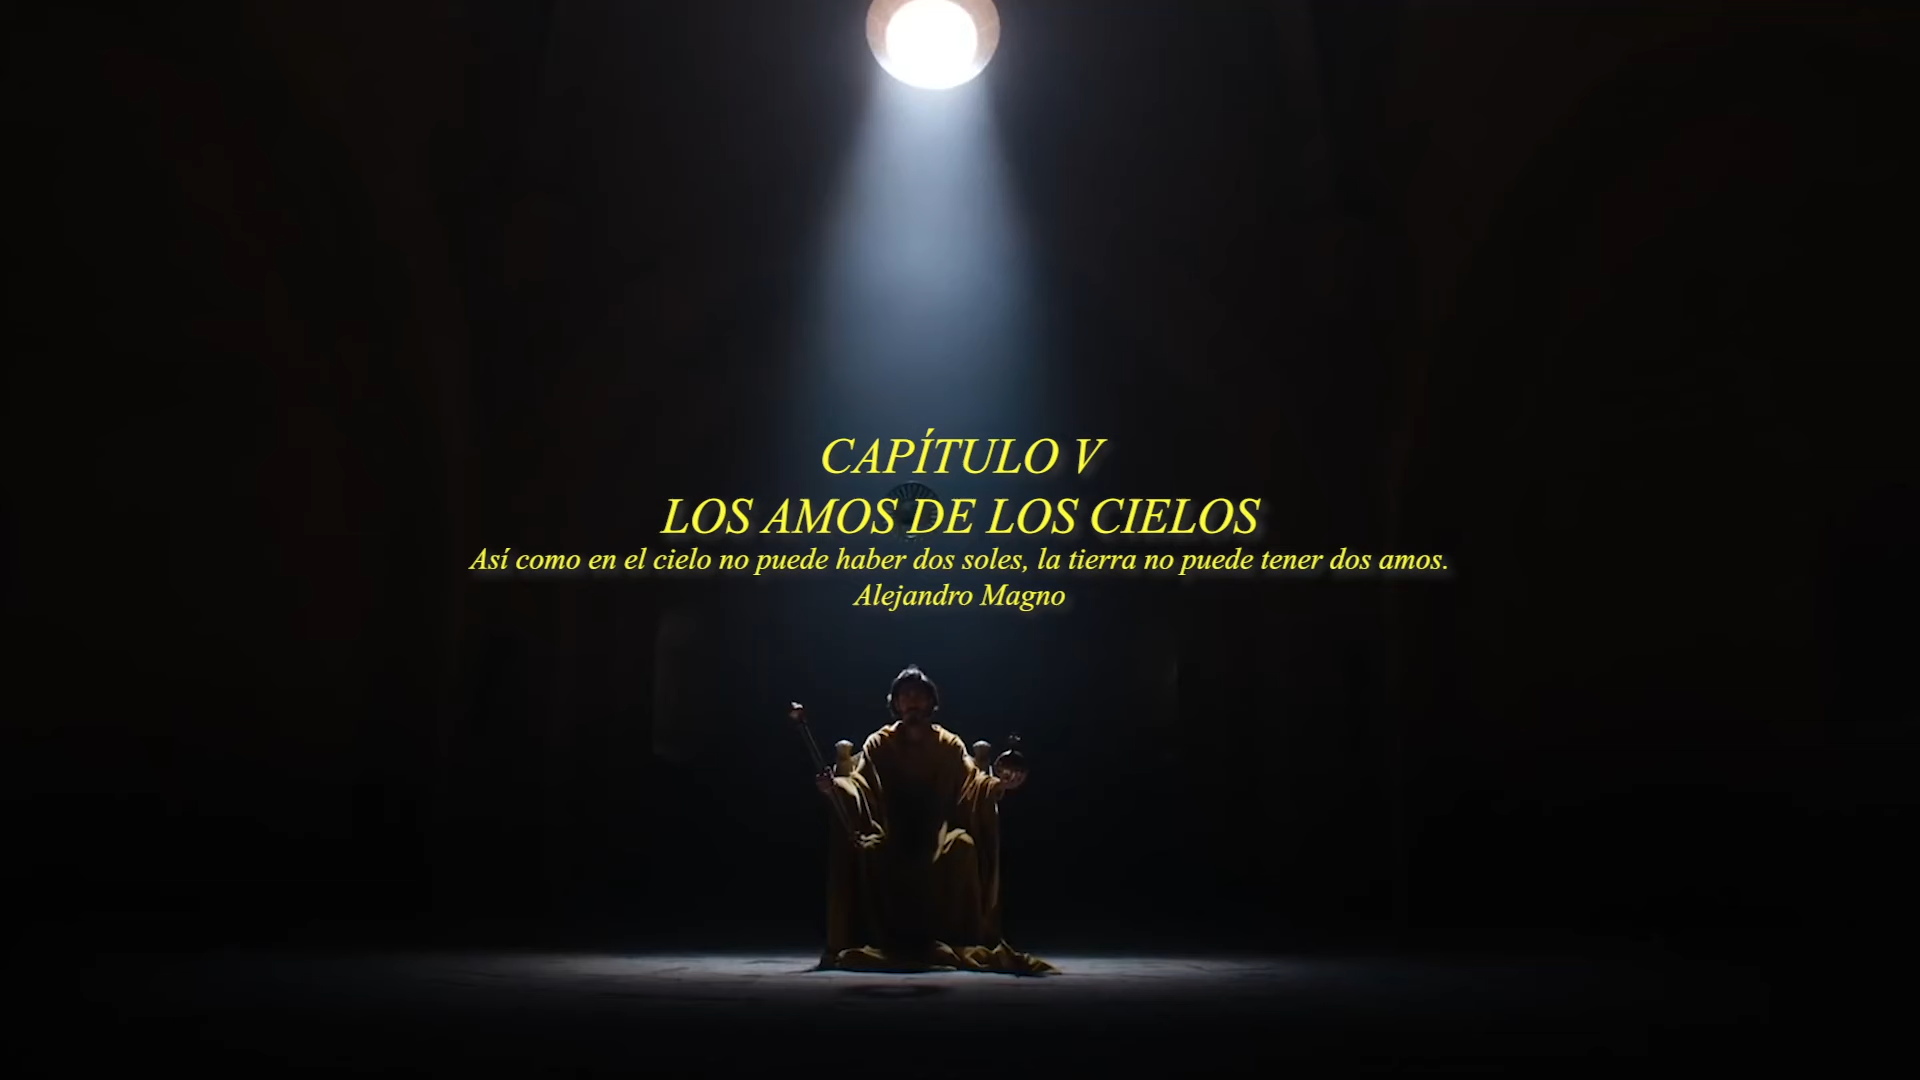 CAPÍTULO V
LOS AMOS DE LOS CIELOS
Así como en el cielo no puede haber dos soles, la tierra no puede tener dos amos.
Alejandro Magno